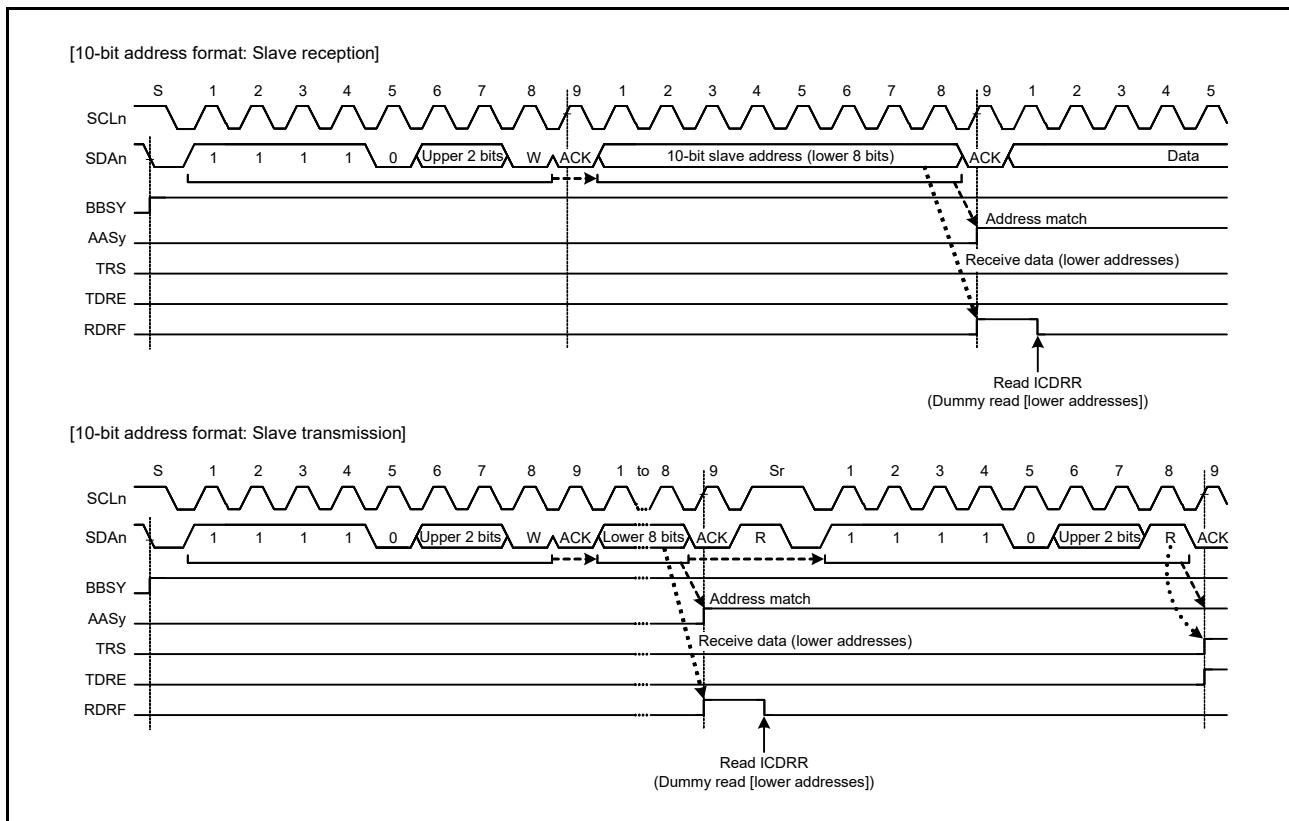 [10-bit address format: Slave reception]
S 1 2 3 4 5 6 7 8 9 1 2 3 4 5 6 7 8 9 1 2 3 4 5
SCLn
SDAn 1 1 1 1 0 Upper 2 bits W ACK 10-bit slave address (lower 8 bits) ACK Data
BBSY
Address match
AASy
Receive data (lower addresses)
TRS
TDRE
RDRF
Read ICDRR
(Dummy read [lower addresses])
[10-bit address format: Slave transmission]
S 1 2 3 4 5 6 7 8 9 1 to 8 9 Sr 1 2 3 4 5 6 7 8 9
SCLn
SDAn 1 1 1 1 0 Upper 2 bits W ACK Lower 8 bits ACK R 1 1 1 1 0 Upper 2 bits R ACK
BBSY
Address match
AASy
Receive data (lower addresses)
TRS
TDRE
RDRF
Read ICDRR
(Dummy read [lower addresses])